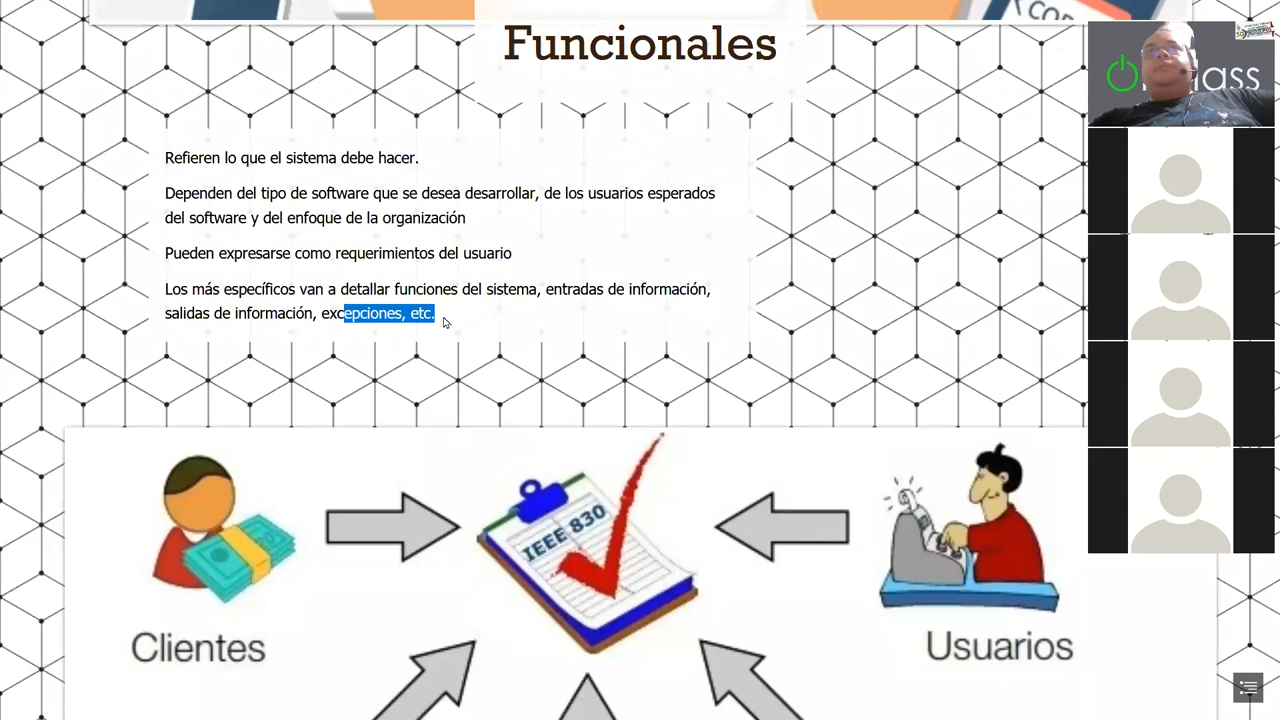 COD
Funcionales
Refieren lo que el sistema debe hacer.
Dependen del tipo de software que se desea desarrollar, de los usuarios esperados
del software y del enfoque de la organización
Pueden expresarse como requerimientos del usuario
Los más específicos van a detallar funciones del sistema, entradas de información,
salidas de información, excepciones, etc.
IEEE 830
Clientes
Usuarios